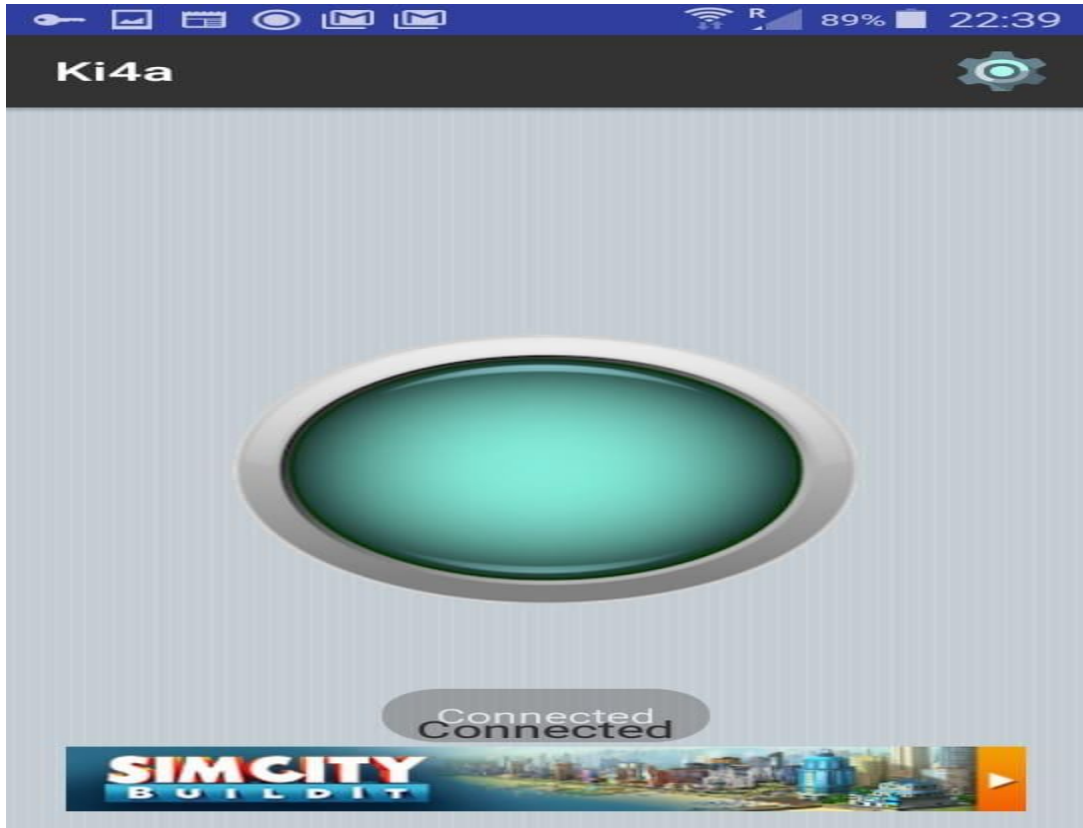 R 89% 22:39
Ki4a
Connected
Connected
SIMCITY
BUILDIT